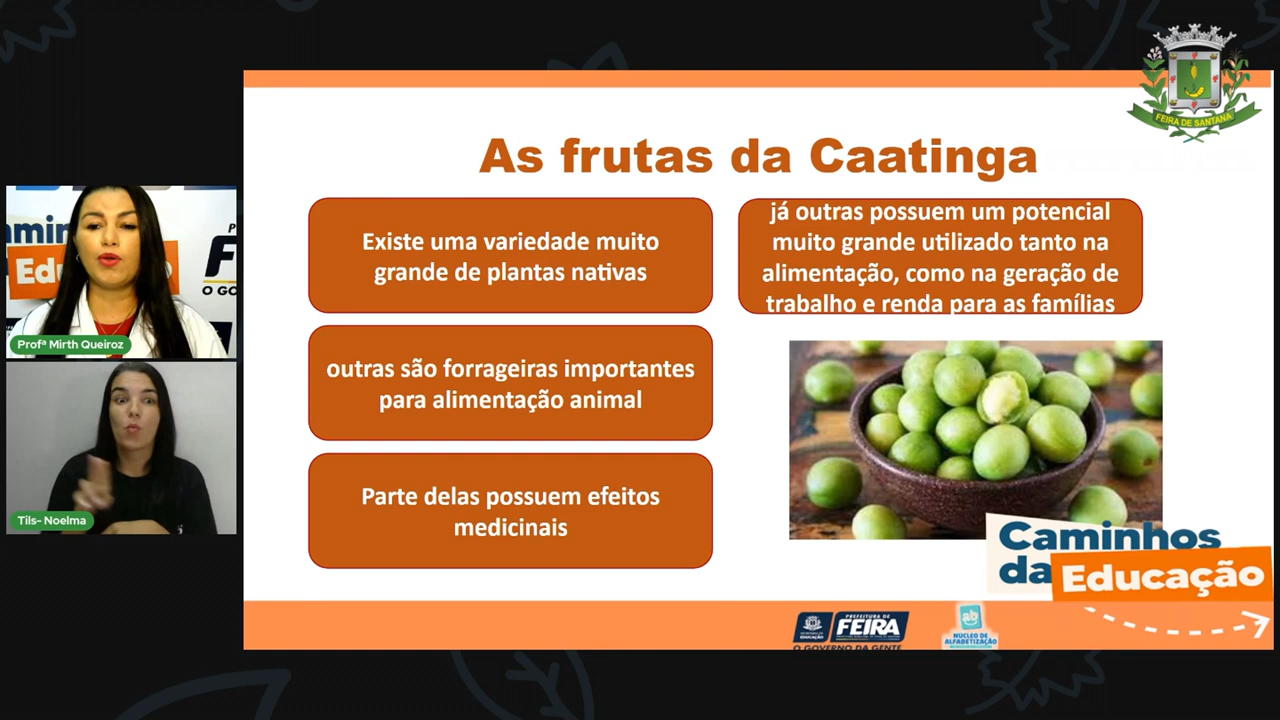 FEIRA DE SANTANA
As frutas da Caatinga
Existe uma variedade muito
grande de plantas nativas
outras são forrageiras importantes
para alimentação animal
Parte delas possuem efeitos
medicinais
já outras possuem um potencial
muito grande utilizado tanto na
alimentação, como na geração de
trabalho e renda para as famílias
Profª Mirth Queiroz
Tils- Noelma
Caminhos
da Educação
PREFEITURA DE
FEIRA
O GOVERNO DA GENTE
NÚCLEO DE
ALFABETIZAÇÃO